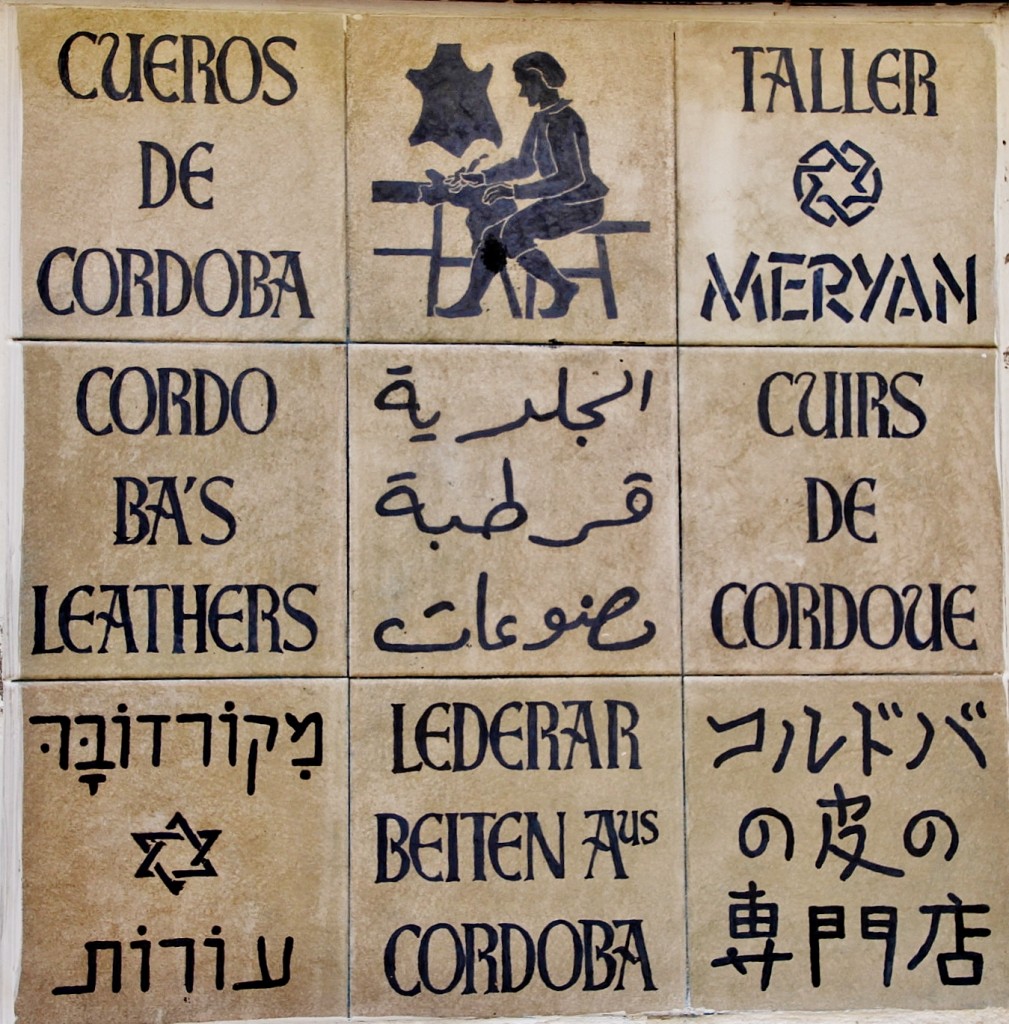 CUEROS
DE
CORDOBA
TALLER
MERYAN
CORDO
BA'S
LEATHERS
الجلدية
قرطبة
مصنوعات
CUIRS
DE
CORDOUE
מִקוֹרדוֹבָּה
עוֹרוֹת
LEDERAR
BEITEN AUS
CORDOBA
コルドバ
の皮の
専門店